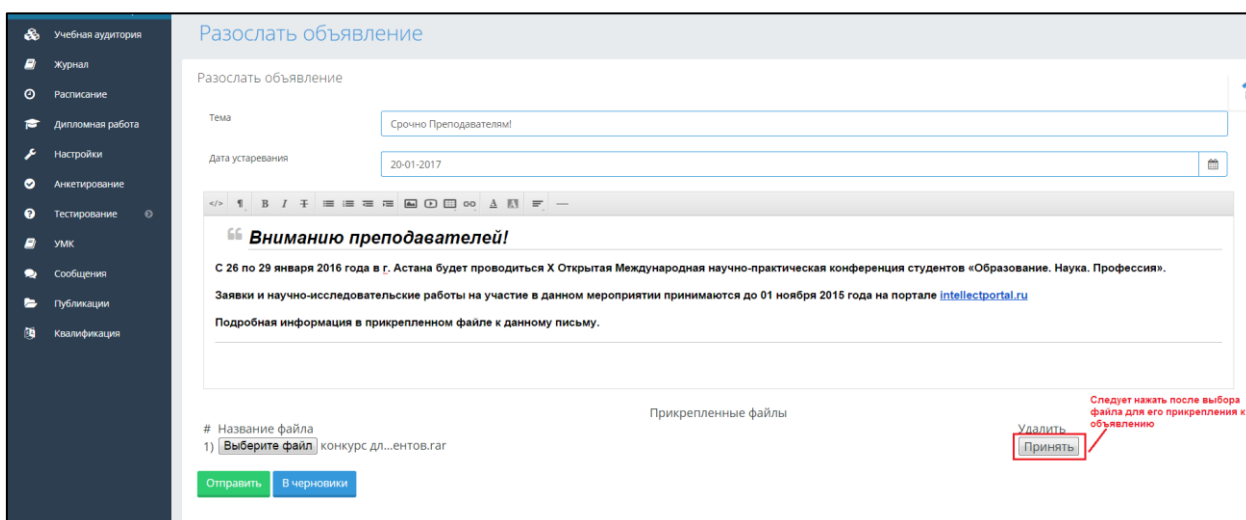 Учебная аудитория
Журнал
Расписание
Дипломная работа
Настройки
Анкетирование
Тестирование
УМК
Сообщения
Публикации
Квалификация
Разослать объявление
Разослать объявление
Тема
Срочно Преподавателям!
Дата устаревания
20-01-2017
Вниманию преподавателей!
С 26 по 29 января 2016 года в г. Астана будет проводиться X Открытая Международная научно-практическая конференция студентов «Образование. Наука. Профессия».
Заявки и научно-исследовательские работы на участие в данном мероприятии принимаются до 01 ноября 2015 года на портале intellectportal.ru
Подробная информация в прикрепленном файле к данному письму.
Прикрепленные файлы
# Название файла
Удалить
1) Выберите файл конкурс дл...ентов.rar
Принять
Следует нажать после выбора
файла для его прикрепления к
объявлению
Отправить
В черновики